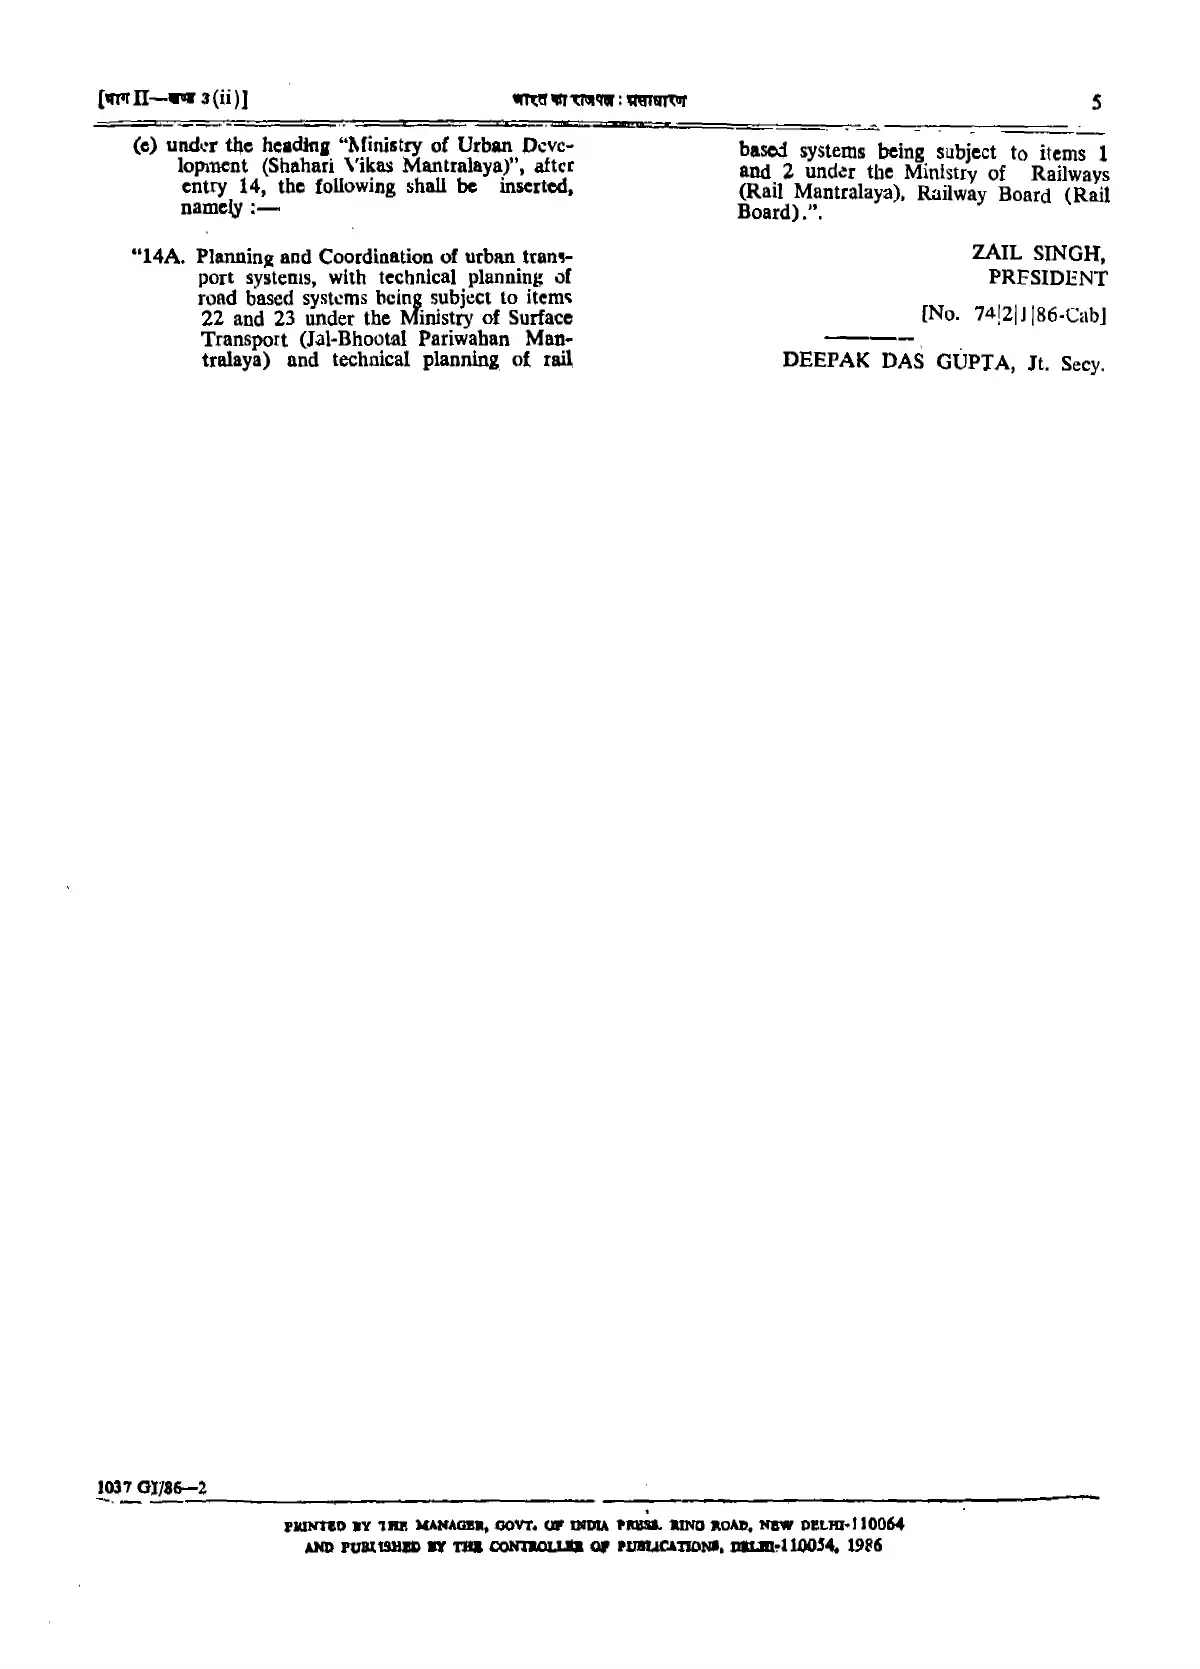 [भाग II—खण्ड 3(ii)]
भारत का राजपत्र : असाधारण
5
(e) under the heading “Ministry of Urban Deve-
lopment (Shahari Vikas Mantralaya)”, after
entry 14, the following shall be inserted,
namely :—
“14A. Planning and Coordination of urban trans-
port systems, with technical planning of
road based systems being subject to items
22 and 23 under the Ministry of Surface
Transport (Jal-Bhootal Pariwahan Man-
tralaya) and technical planning of rail
based systems being subject to items 1
and 2 under the Ministry of Railways
(Rail Mantralaya), Railway Board (Rail
Board).”.
ZAIL SINGH,
PRESIDENT
[No. 74|2|1|86-Cab]
DEEPAK DAS GUPTA, Jt. Secy.
1037 GI/86—2
PRINTED BY THE MANAGER, GOVT. OF INDIA PRESS, RING ROAD, NEW DELHI-110064
AND PUBLISHED BY THE CONTROLLER OF PUBLICATIONS, DELHI-110054, 1986